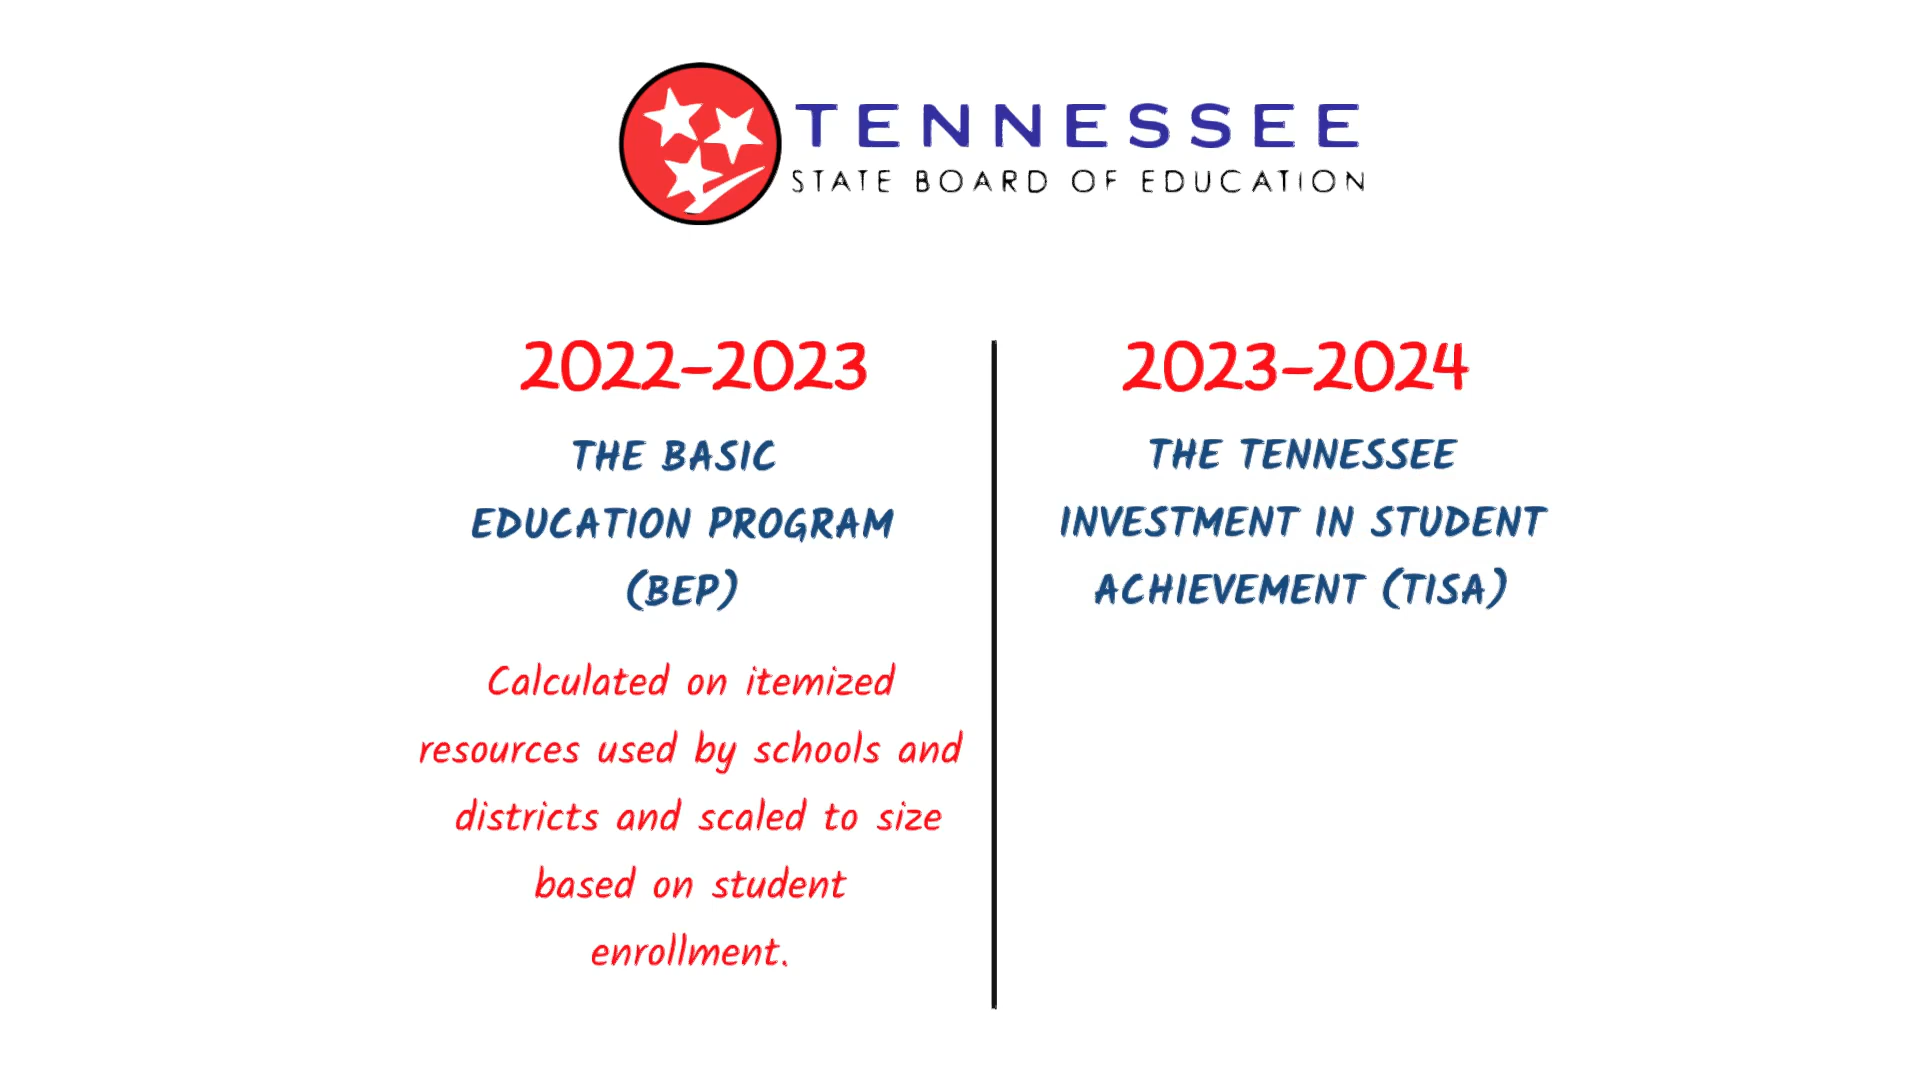 TENNESSEE
STATE BOARD OF EDUCATION
2022-2023
THE BASIC
EDUCATION PROGRAM
(BEP)
Calculated on itemized
resources used by schools and
districts and scaled to size
based on student
enrollment.
2023-2024
THE TENNESSEE
INVESTMENT IN STUDENT
ACHIEVEMENT (TISA)